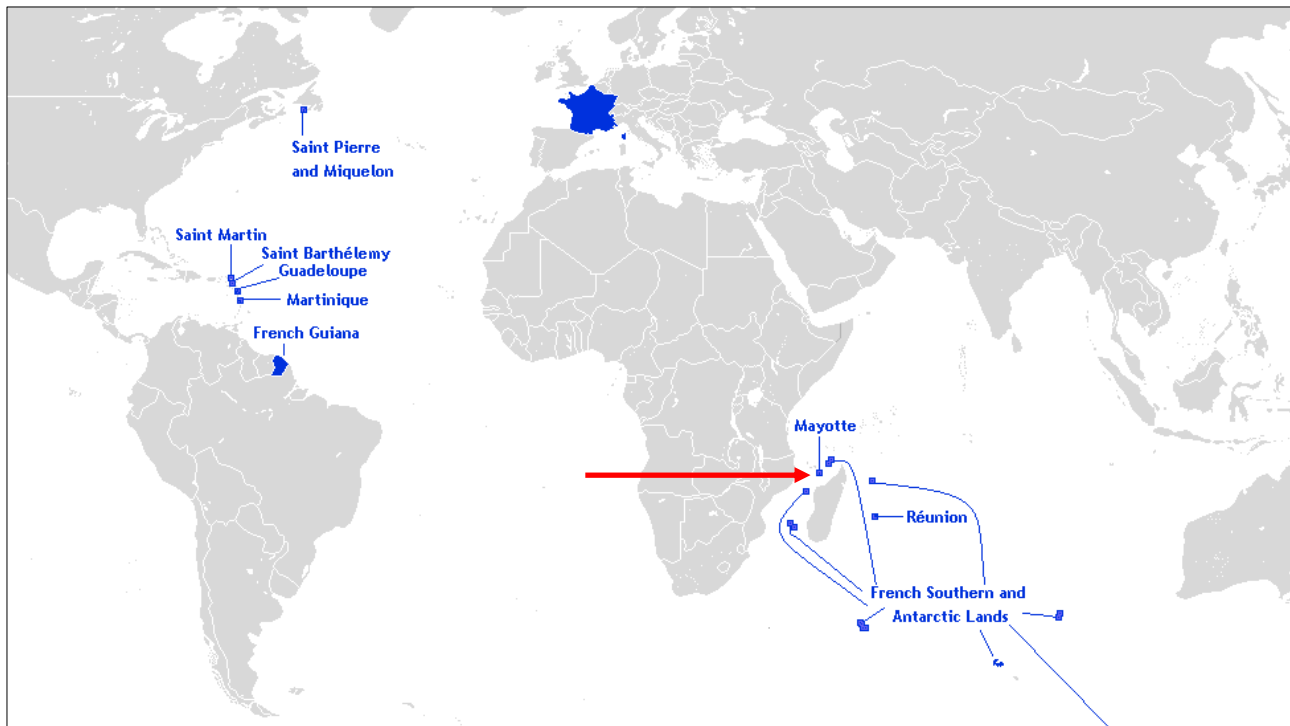 Saint Pierre
and Miquelon
Saint Martin
Saint Barthélemy
Guadeloupe
Martinique
French Guiana
Mayotte
Réunion
French Southern and
Antarctic Lands